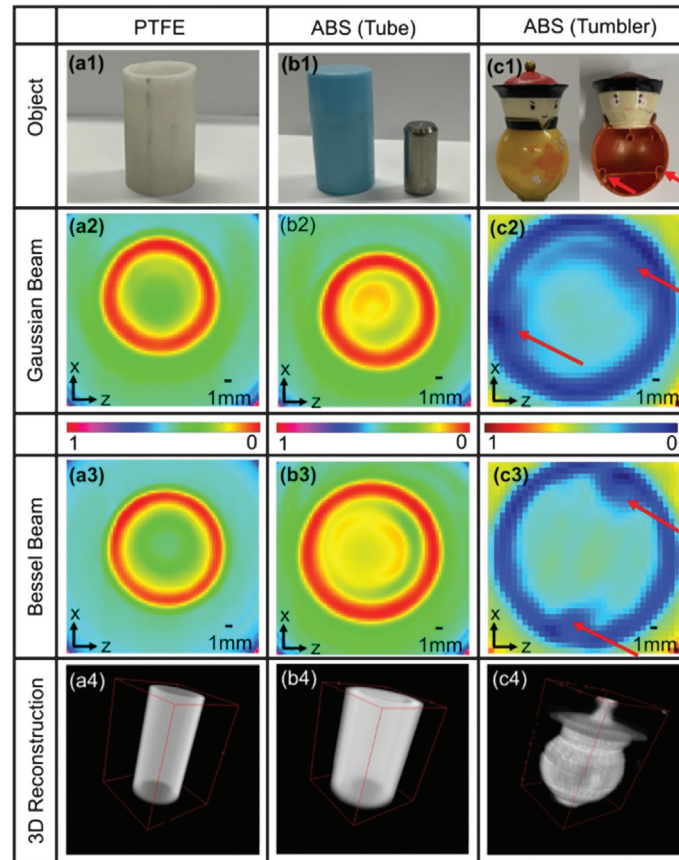 PTFE
ABS (Tube)
ABS (Tumbler)
Object
(a1)
(b1)
(c1)
Gaussian Beam
(a2)
x
z
1mm
(b2)
x
z
1mm
(c2)
x
z
1mm
1 0
1 0
1 0
Bessel Beam
(a3)
x
z
1mm
(b3)
x
z
1mm
(c3)
x
z
1mm
3D Reconstruction
(a4)
(b4)
(c4)